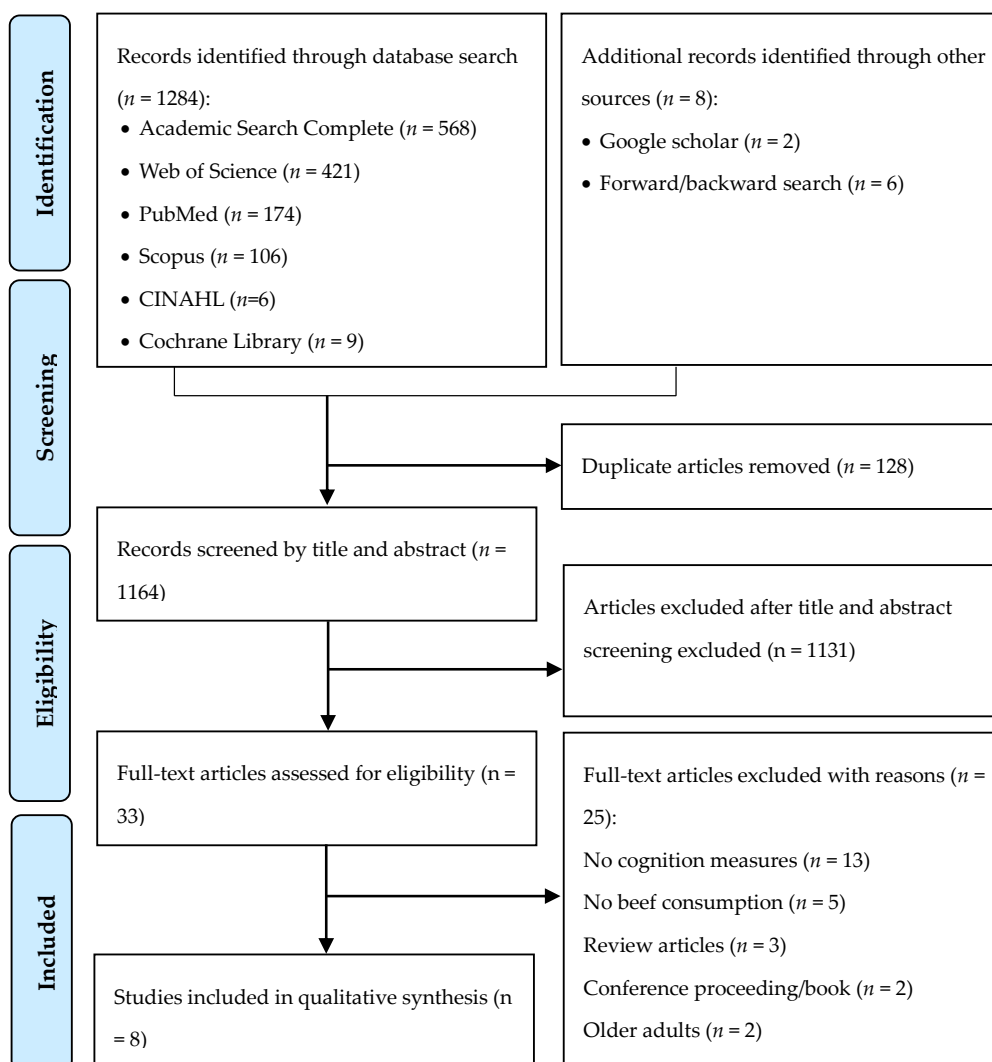 Identification
Records identified through database search
(n = 1284):
• Academic Search Complete (n = 568)
• Web of Science (n = 421)
• PubMed (n = 174)
• Scopus (n = 106)
• CINAHL (n=6)
• Cochrane Library (n = 9)
Additional records identified through other
sources (n = 8):
• Google scholar (n = 2)
• Forward/backward search (n = 6)
Screening
Duplicate articles removed (n = 128)
Records screened by title and abstract (n =
1164)
Articles excluded after title and abstract
screening excluded (n = 1131)
Eligibility
Full-text articles assessed for eligibility (n =
33)
Full-text articles excluded with reasons (n =
25):
No cognition measures (n = 13)
No beef consumption (n = 5)
Review articles (n = 3)
Conference proceeding/book (n = 2)
Older adults (n = 2)
Included
Studies included in qualitative synthesis (n
= 8)